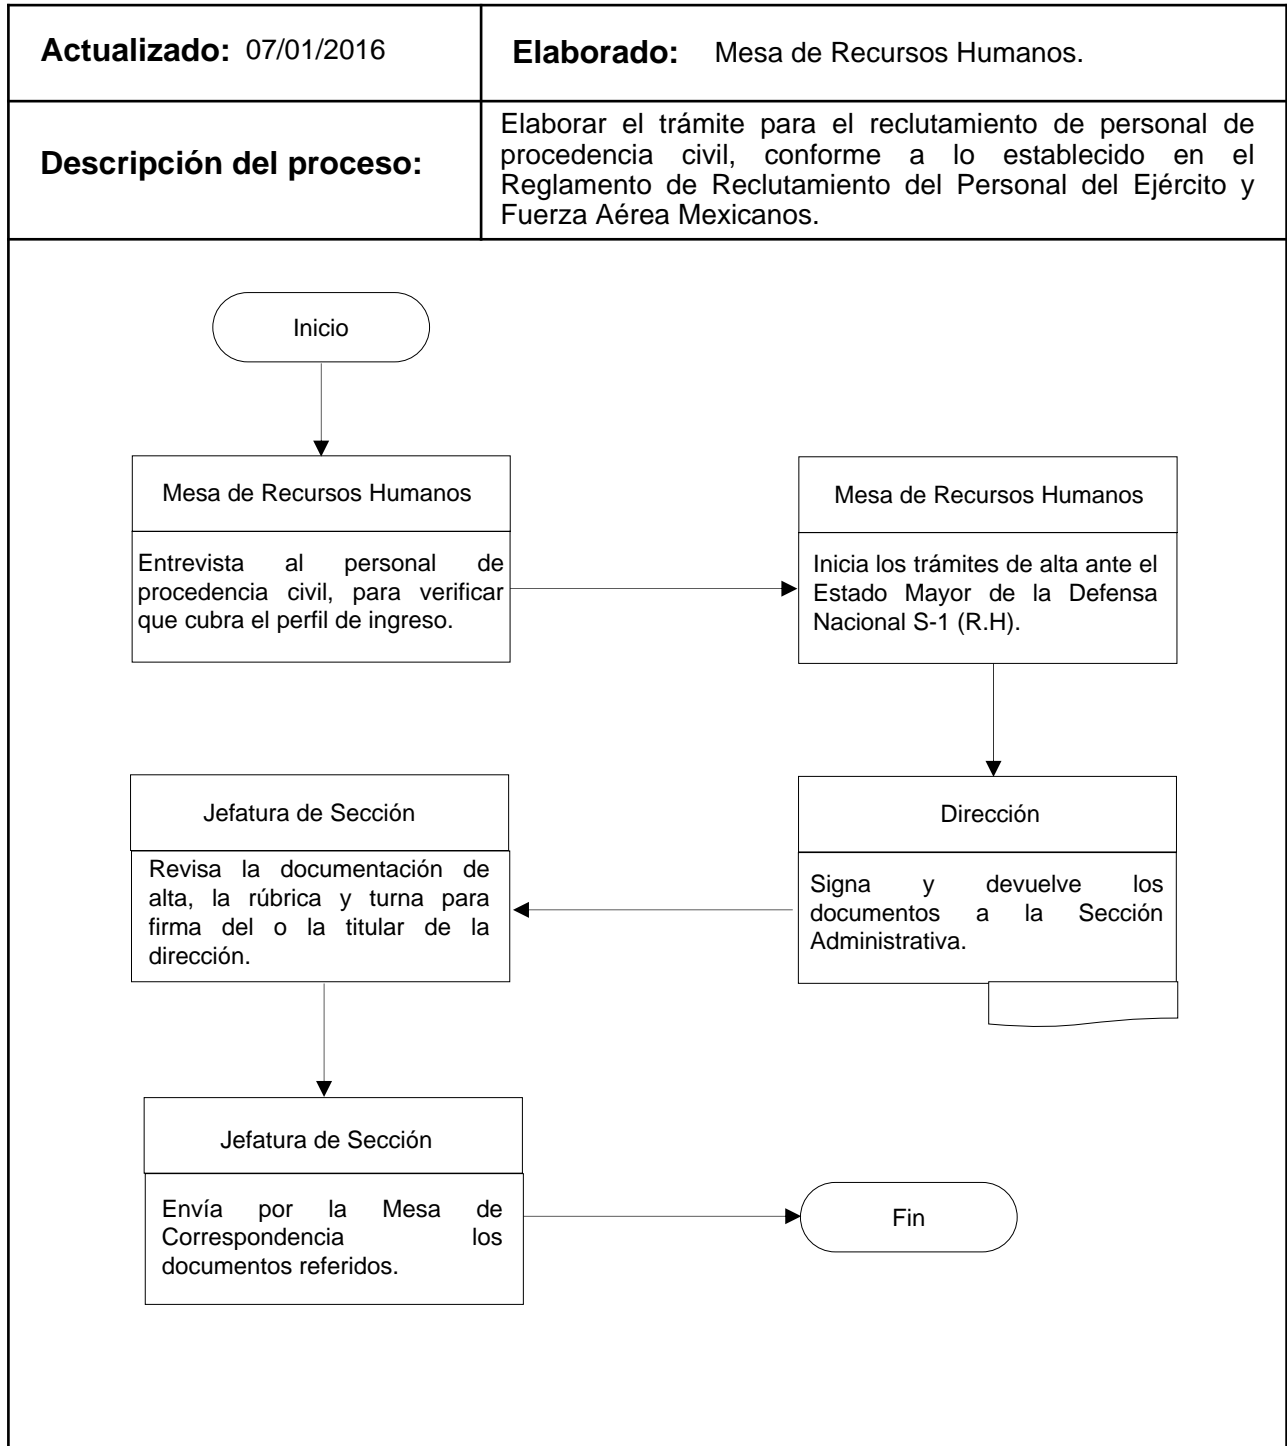 Actualizado: 07/01/2016
Elaborado: Mesa de Recursos Humanos.
Descripción del proceso:
Elaborar el trámite para el reclutamiento de personal de
procedencia civil, conforme a lo establecido en el
Reglamento de Reclutamiento del Personal del Ejército y
Fuerza Aérea Mexicanos.
Inicio
Mesa de Recursos Humanos
Entrevista al personal de
procedencia civil, para verificar
que cubra el perfil de ingreso.
Mesa de Recursos Humanos
Inicia los trámites de alta ante el
Estado Mayor de la Defensa
Nacional S-1 (R.H).
Dirección
Signa y devuelve los
documentos a la Sección
Administrativa.
Jefatura de Sección
Revisa la documentación de
alta, la rúbrica y turna para
firma del o la titular de la
dirección.
Jefatura de Sección
Envía por la Mesa de
Correspondencia los
documentos referidos.
Fin